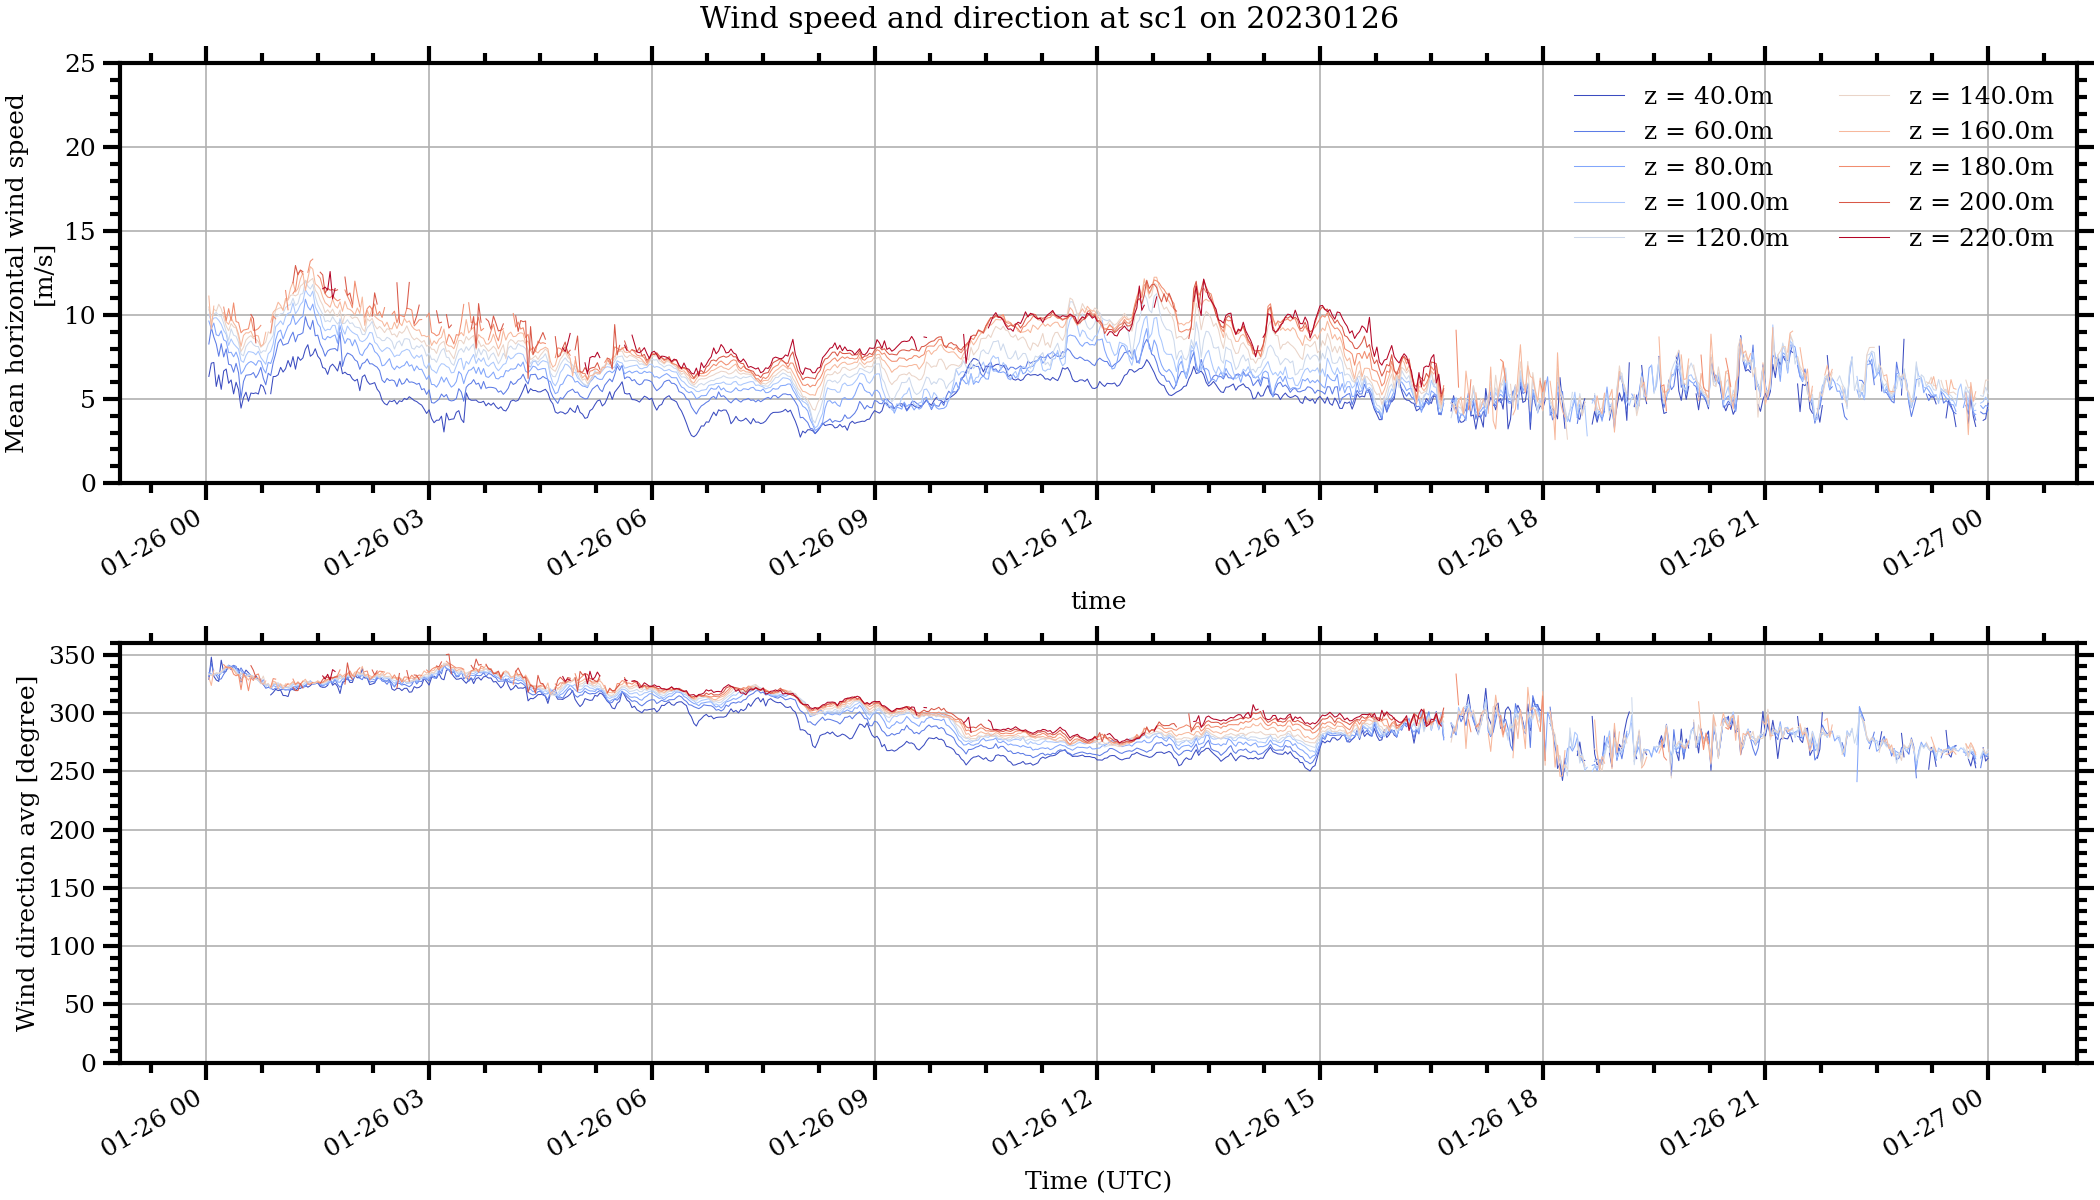 Wind speed and direction at sc1 on 20230126
Mean horizontal wind speed
[m/s]
25
20
15
10
5
0
z = 40.0m
z = 60.0m
z = 80.0m
z = 100.0m
z = 120.0m
z = 140.0m
z = 160.0m
z = 180.0m
z = 200.0m
z = 220.0m
01-26 00
01-26 03
01-26 06
01-26 09
01-26 12
01-26 15
01-26 18
01-26 21
01-27 00
time
Wind direction avg [degree]
350
300
250
200
150
100
50
0
01-26 00
01-26 03
01-26 06
01-26 09
01-26 12
01-26 15
01-26 18
01-26 21
01-27 00
Time (UTC)